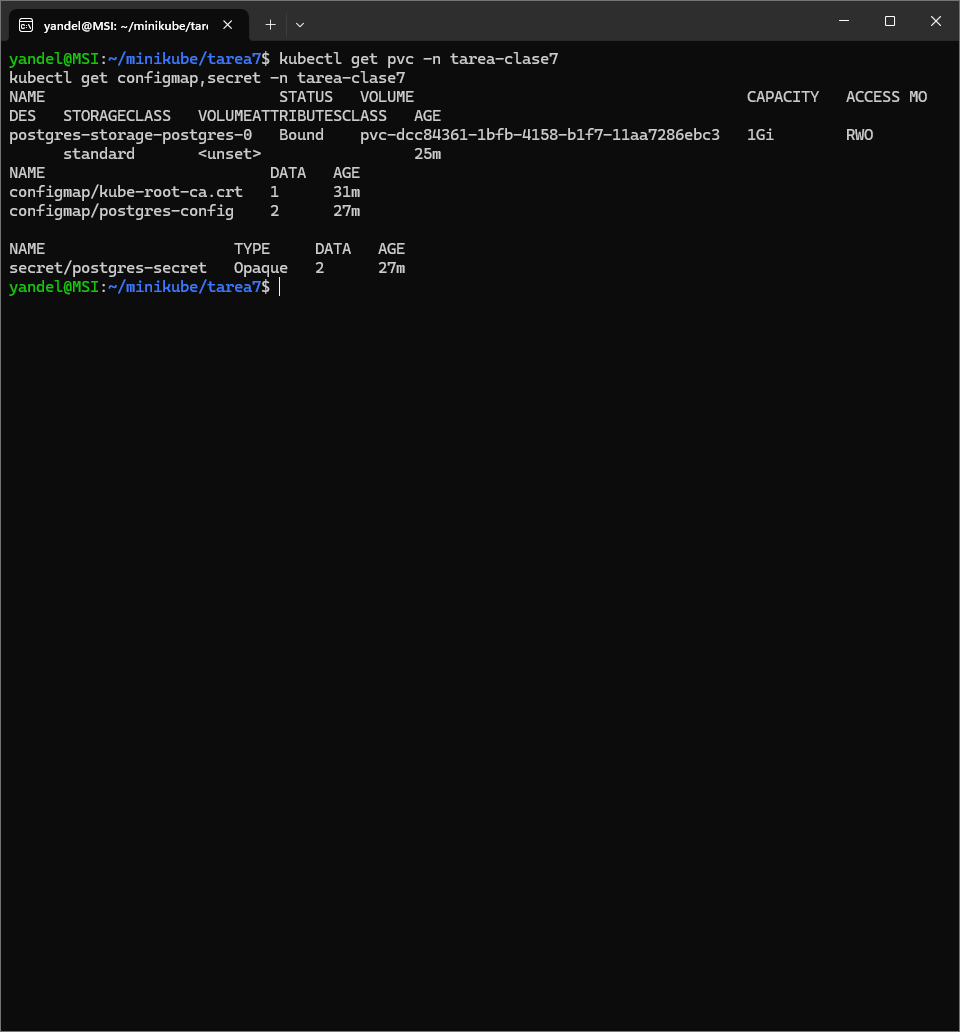 yandel@MSI: ~/minikube/tar
yandel@MSI:~/minikube/tarea7$ kubectl get pvc -n tarea-clase7
kubectl get configmap,secret -n tarea-clase7
NAME                          STATUS   VOLUME                                     CAPACITY   ACCESS MO
DES   STORAGECLASS   VOLUMEATTRIBUTESCLASS   AGE
postgres-storage-postgres-0   Bound    pvc-dcc84361-1bfb-4158-b1f7-11aa7286ebc3   1Gi        RWO
      standard       <unset>                 25m
NAME                         DATA   AGE
configmap/kube-root-ca.crt   1      31m
configmap/postgres-config    2      27m
NAME                     TYPE     DATA   AGE
secret/postgres-secret   Opaque   2      27m
yandel@MSI:~/minikube/tarea7$